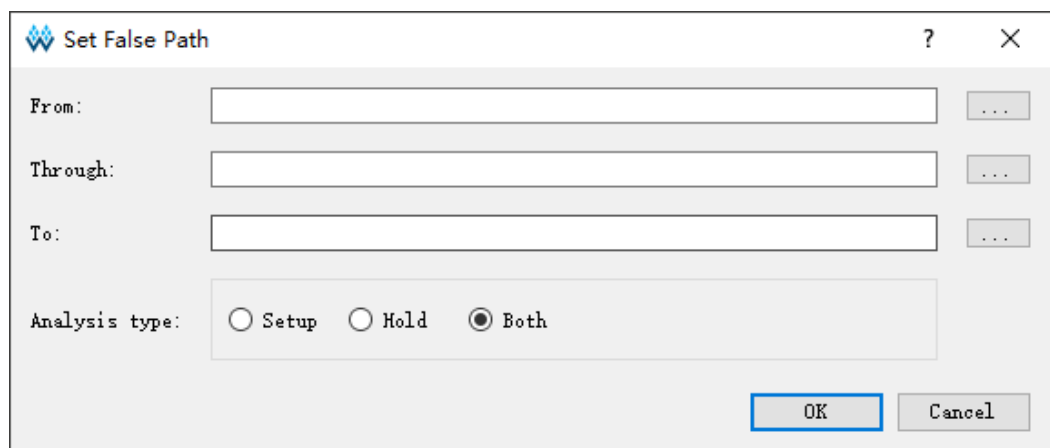 Set False Path ?
From: ...
Through: ...
To: ...
Analysis type: Setup Hold Both
OK Cancel